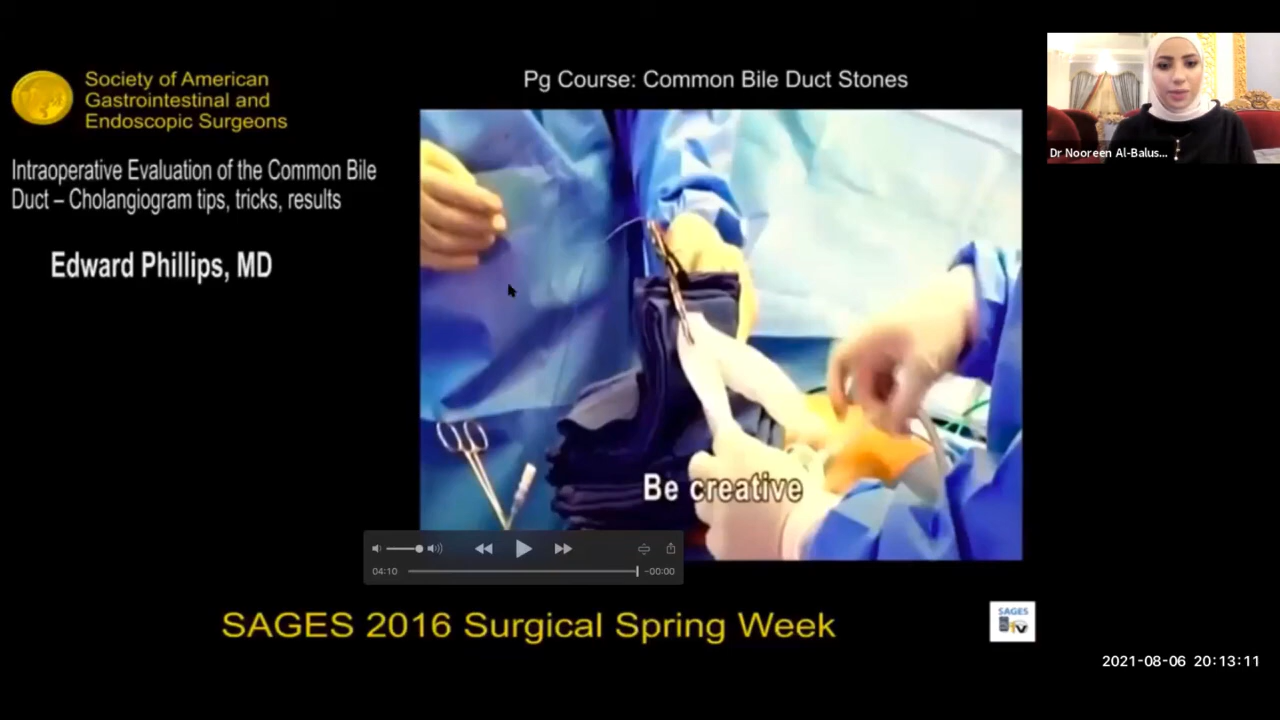 Society of American
Gastrointestinal and
Endoscopic Surgeons
Intraoperative Evaluation of the Common Bile
Duct – Cholangiogram tips, tricks, results
Edward Phillips, MD
Pg Course: Common Bile Duct Stones
Dr Nooreen Al-Balus...
Be creative
04:10
-00:00
SAGES 2016 Surgical Spring Week
SAGES
TV
2021-08-06 20:13:11